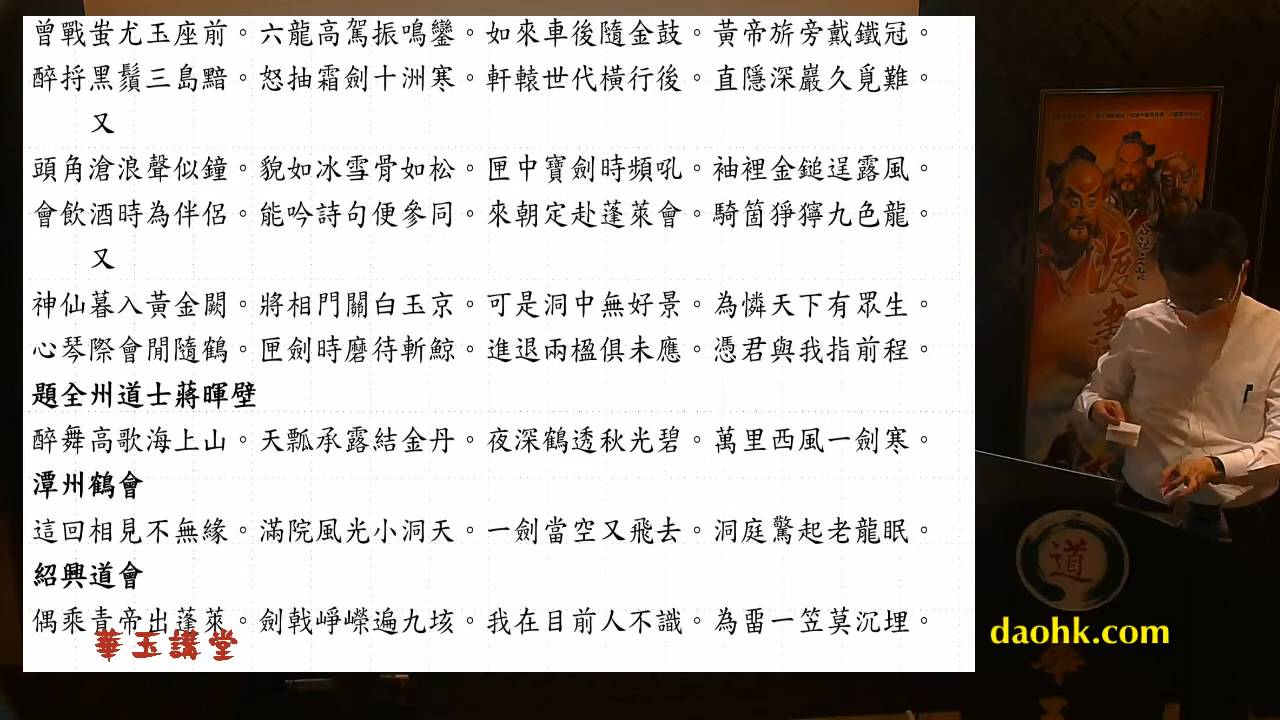 曾戰蚩尤玉座前。六龍高駕振鳴鑾。如來車後隨金鼓。黃帝旂旁戴鐵冠。
醉捋黑鬚三島黯。怒抽霜劍十洲寒。軒轅世代橫行後。直隱深巖久覓難。
又
頭角滄浪聲似鐘。貌如冰雪骨如松。匣中寶劍時頻吼。袖裡金鎚逞露風。
會飲酒時為伴侶。能吟詩句便參同。來朝定赴蓬萊會。騎箇猙獰九色龍。
又
神仙暮入黃金闕。將相門關白玉京。可是洞中無好景。為憐天下有眾生。
心琴際會閒隨鶴。匣劍時磨待斬鯨。進退兩楹俱未應。憑君與我指前程。
題全州道士蔣暉壁
醉舞高歌海上山。天瓢承露結金丹。夜深鶴透秋光碧。萬里西風一劍寒。
潭州鶴會
這回相見不無緣。滿院風光小洞天。一劍當空又飛去。洞庭驚起老龍眠。
紹興道會
偶乘青帝出蓬萊。劍戟崢嶸遍九垓。我在目前人不識。為畱一笠莫沉埋。
華玉講堂
渡
道
daohk.com